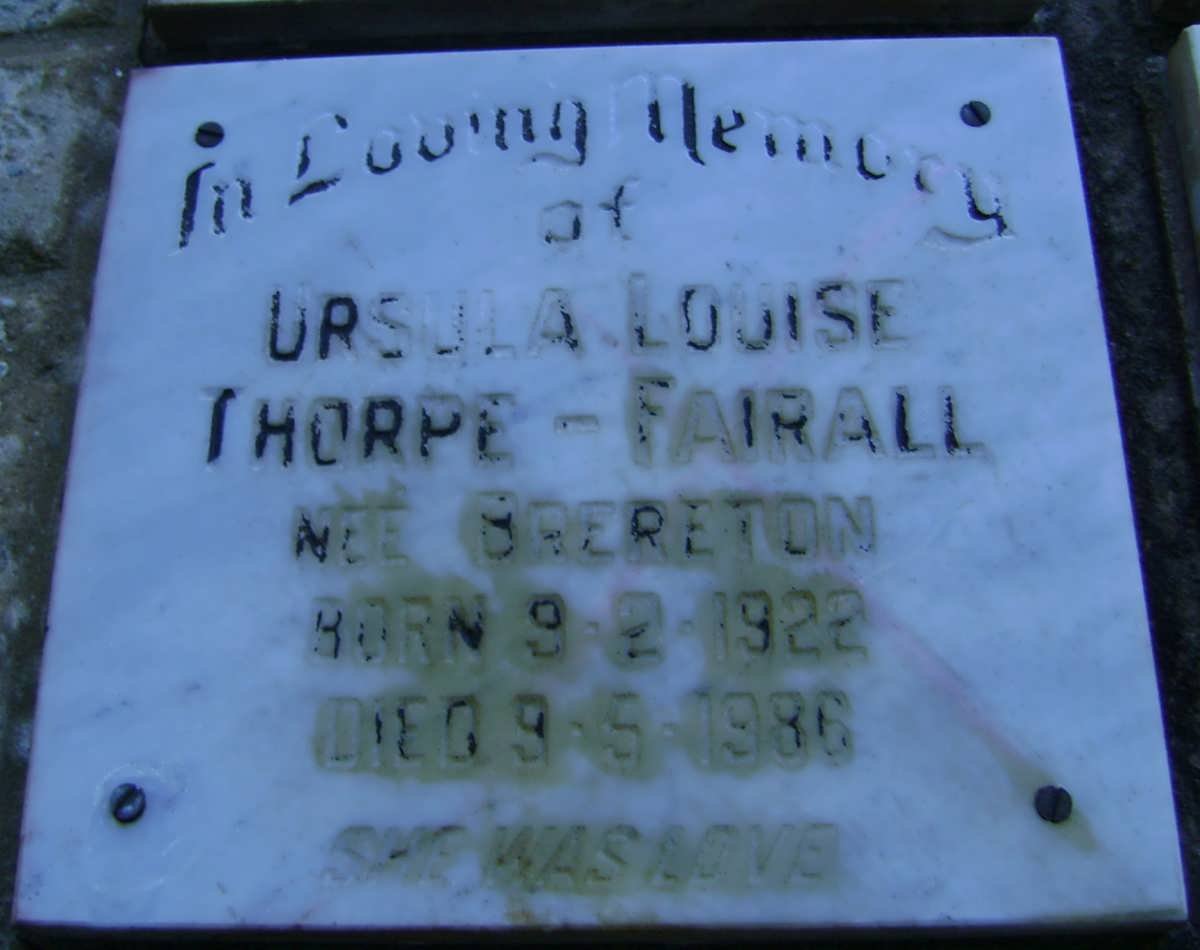 In Loving Memory
of
URSULA LOUISE
THORPE - FAIRALL
NÉE BRERETON
BORN 9·2·1922
DIED 9·5·1986
SHE WAS LOVE